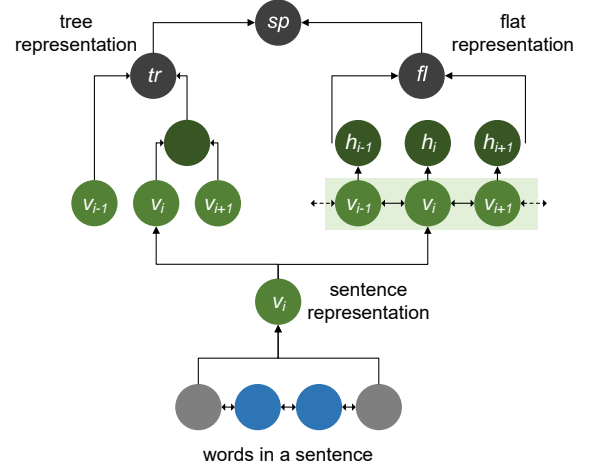 sp
tree
representation
flat
representation
tr
fl
h_{i-1} h_i h_{i+1}
v_{i-1} v_i v_{i+1}
v_{i-1} v_i v_{i+1}
v_i
sentence
representation
words in a sentence